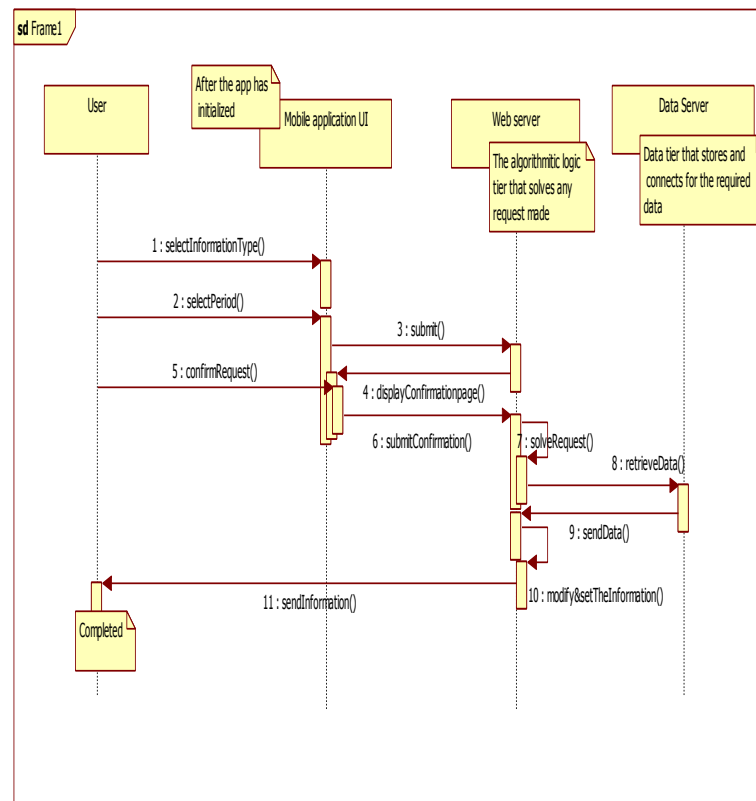 sd Frame1
After the app has
initialized
User
Mobile application UI
Web server
Data Server
The algorithmitic logic
tier that solves any
request made
Data tier that stores and
connects for the required
data
1 : selectInformationType()
2 : selectPeriod()
3 : submit()
5 : confirmRequest()
4 : displayConfirmationpage()
6 : submitConfirmation()
7 : solveRequest()
8 : retrieveData()
9 : sendData()
10 : modify&setTheInformation()
11 : sendInformation()
Completed